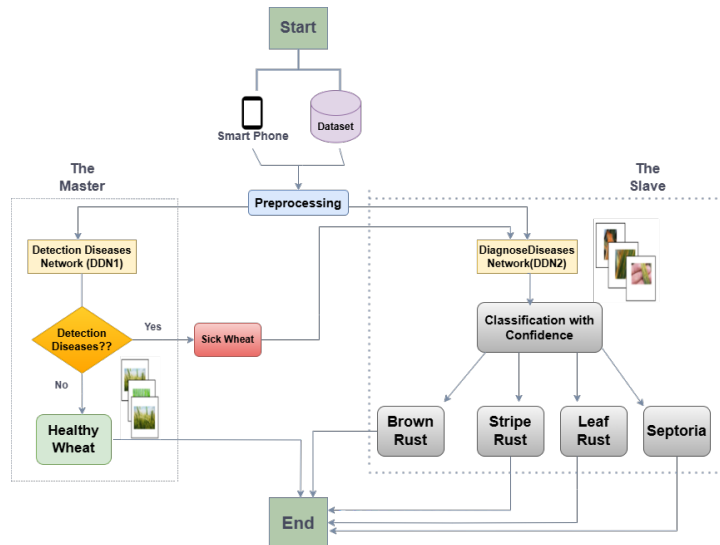 Start
Smart Phone
Dataset
The
Master
The
Slave
Preprocessing
Detection Diseases
Network (DDN1)
DiagnoseDiseases
Network(DDN2)
Detection
Diseases??
Yes
Sick Wheat
Classification with
Confidence
No
Healthy
Wheat
Brown
Rust
Stripe
Rust
Leaf
Rust
Septoria
End